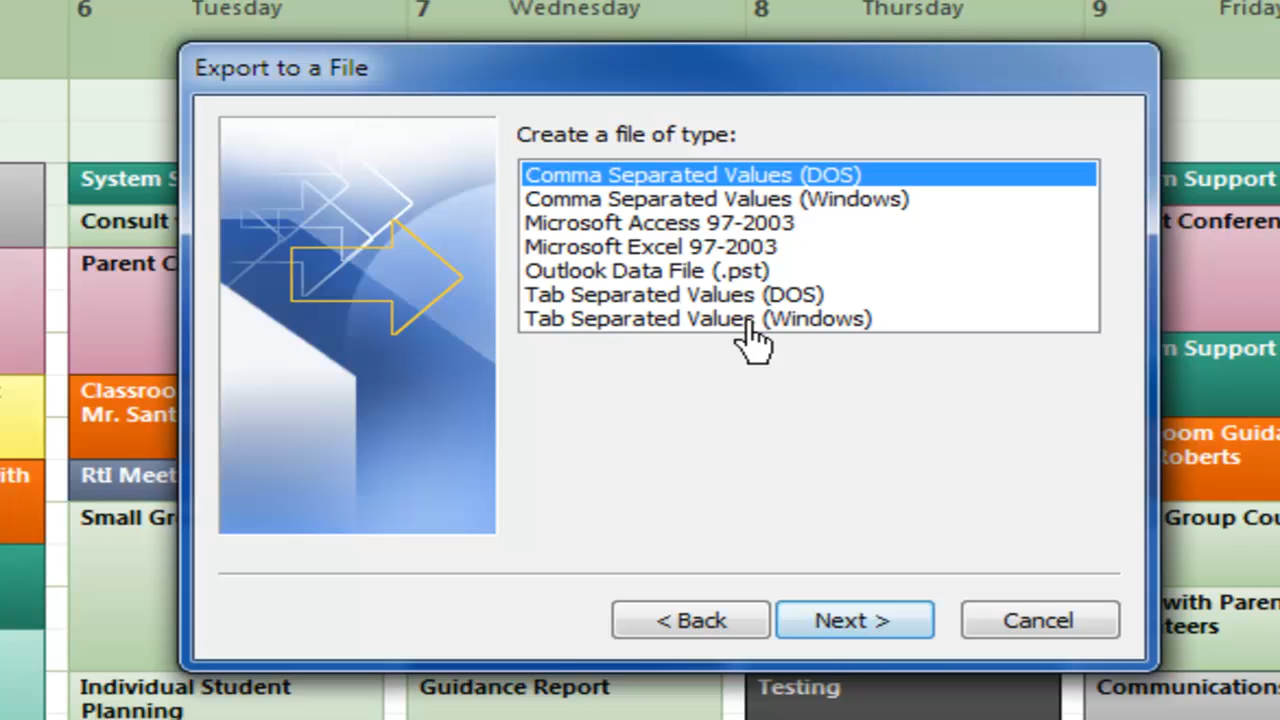 6 Tuesday 7 Wednesday 8 Thursday 9 Friday
Export to a File
Create a file of type:
Comma Separated Values (DOS)
Comma Separated Values (Windows)
Microsoft Access 97-2003
Microsoft Excel 97-2003
Outlook Data File (.pst)
Tab Separated Values (DOS)
Tab Separated Values (Windows)
< Back Next > Cancel
System S
Consult
Parent C
Classroo
Mr. Sant
RtI Meet
Small Gr
Individual Student
Planning
Guidance Report
Testing
m Support
t Conferen
m Support
oom Guida
Roberts
Group Cou
with Paren
teers
Communications
ith